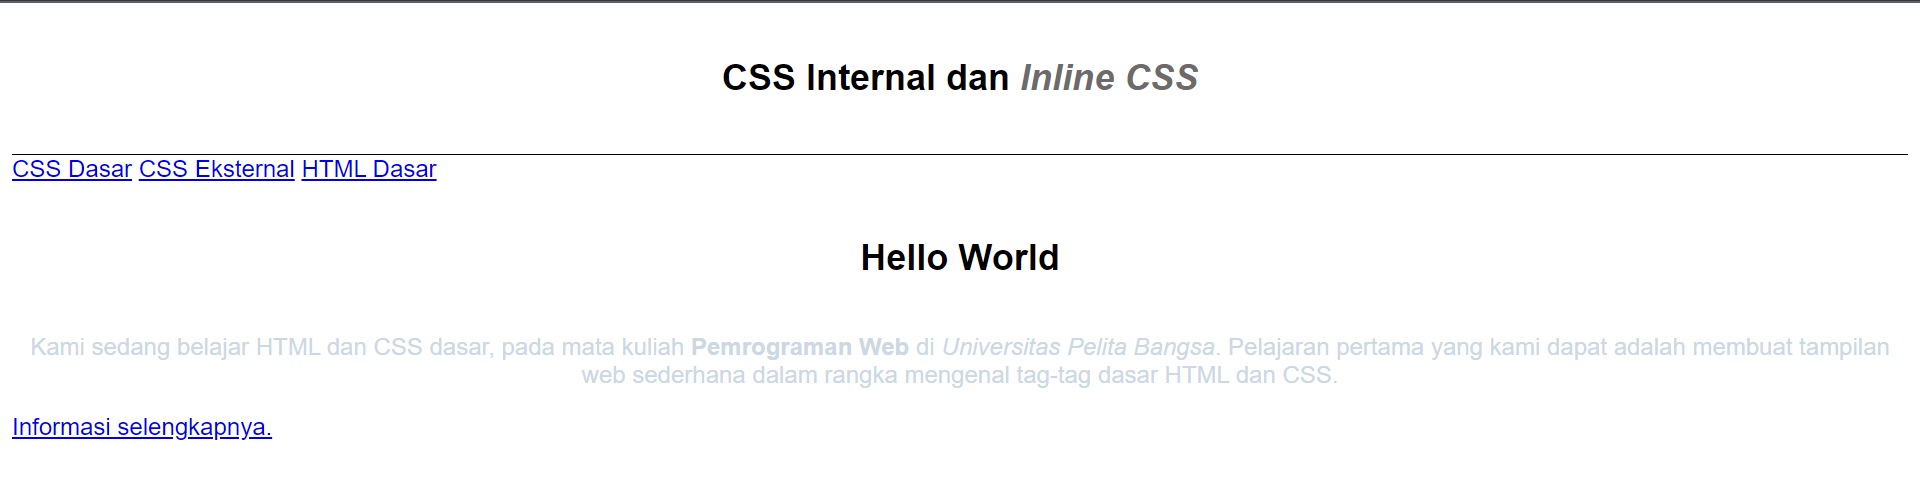 CSS Internal dan Inline CSS
CSS Dasar CSS Eksternal HTML Dasar
Hello World
Kami sedang belajar HTML dan CSS dasar, pada mata kuliah Pemrograman Web di Universitas Pelita Bangsa. Pelajaran pertama yang kami dapat adalah membuat tampilan
web sederhana dalam rangka mengenal tag-tag dasar HTML dan CSS.
Informasi selengkapnya.